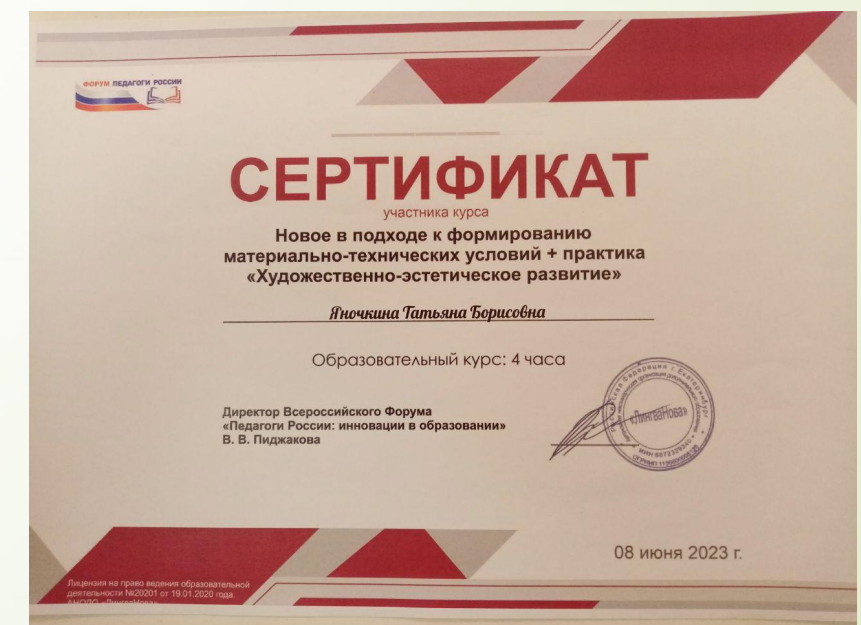 ФОРУМ ПЕДАГОГИ РОССИИ
СЕРТИФИКАТ
участника курса
Новое в подходе к формированию
материально-технических условий + практика
«Художественно-эстетическое развитие»
Яночкина Татьяна Борисовна
Образовательный курс: 4 часа
Директор Всероссийского Форума
«Педагоги России: инновации в образовании»
В. В. Пиджакова
«ЛингваНова»
08 июня 2023 г.
Лицензия на право ведения образовательной
деятельности №20201 от 19.01.2020 года.
АНОДО «ЛингваНова»